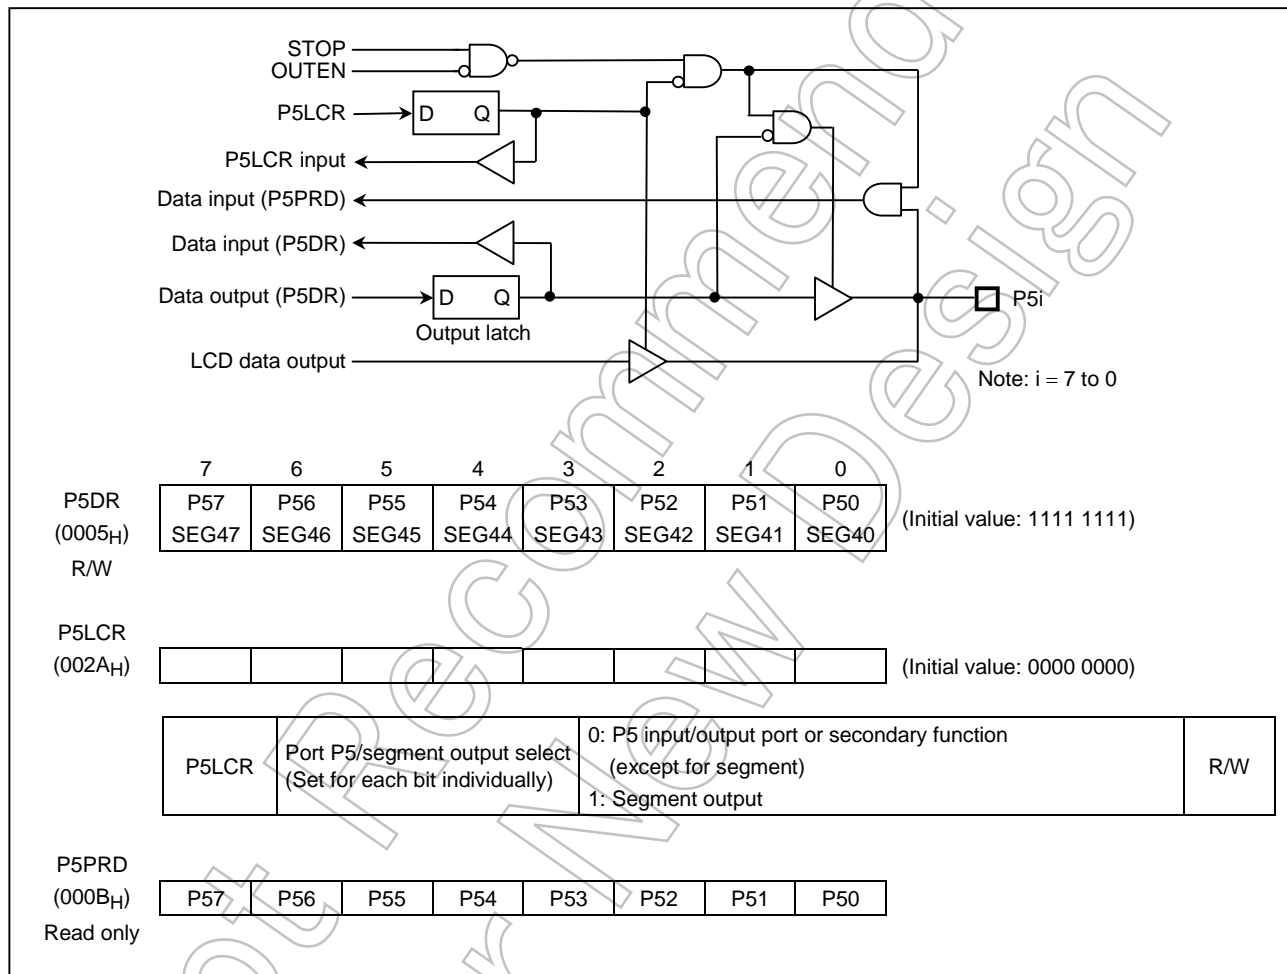 STOP
OUTEN
P5LCR
D Q
P5LCR input
Data input (P5PRD)
Data input (P5DR)
Data output (P5DR)
D Q
P5i
Output latch
LCD data output
Note: i = 7 to 0
7 6 5 4 3 2 1 0
P5DR
(0005H)
R/W
P57 P56 P55 P54 P53 P52 P51 P50
SEG47 SEG46 SEG45 SEG44 SEG43 SEG42 SEG41 SEG40
(Initial value: 1111 1111)
P5LCR
(002AH)
(Initial value: 0000 0000)
P5LCR
Port P5/segment output select
(Set for each bit individually)
0: P5 input/output port or secondary function
(except for segment)
1: Segment output
R/W
P5PRD
(000BH)
Read only
P57 P56 P55 P54 P53 P52 P51 P50